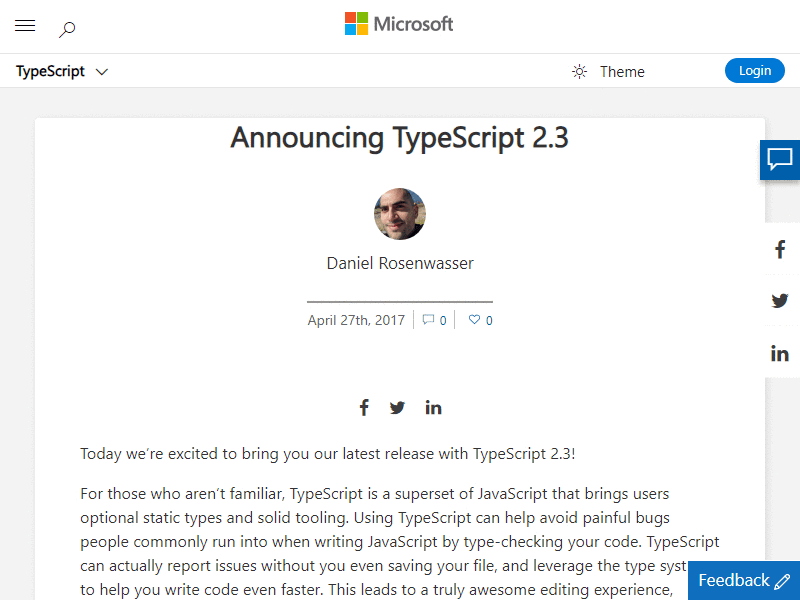 Microsoft
TypeScript
Theme
Login
Announcing TypeScript 2.3
Daniel Rosenwasser
April 27th, 2017
0
0
Today we’re excited to bring you our latest release with TypeScript 2.3!
For those who aren’t familiar, TypeScript is a superset of JavaScript that brings users
optional static types and solid tooling. Using TypeScript can help avoid painful bugs
people commonly run into when writing JavaScript by type-checking your code. TypeScript
can actually report issues without you even saving your file, and leverage the type
to help you write code even faster. This leads to a truly awesome editing experience,
Feedback